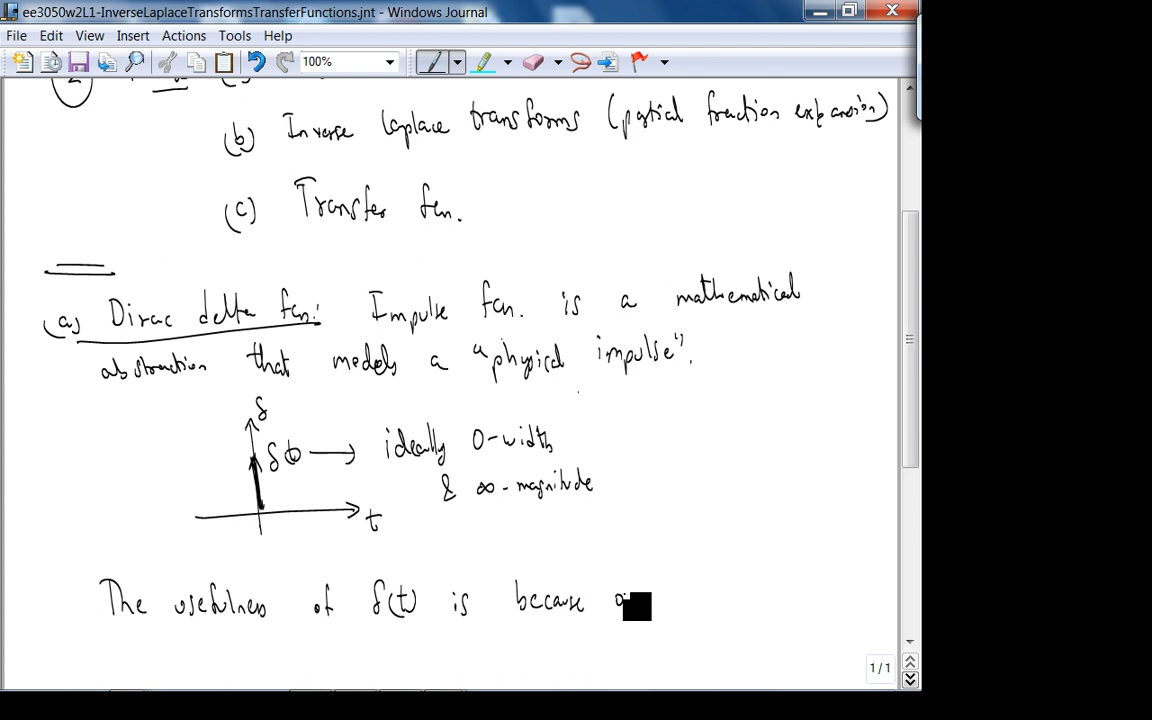 ee3050w2L1-InverseLaplaceTransformsTransferFunctions.jnt - Windows Journal
File Edit View Insert Actions Tools Help
100%
2
(b) Inverse Laplace transforms (partial fraction expansion)
(c) Transfer fcn.
(a) Dirac delta fcn: Impulse fcn. is a mathematical
abstraction that models a "physical impulse".
δ
δ(t) → ideally 0-width
& ∞-magnitude
t
The usefulness of δ(t) is because
1 / 1